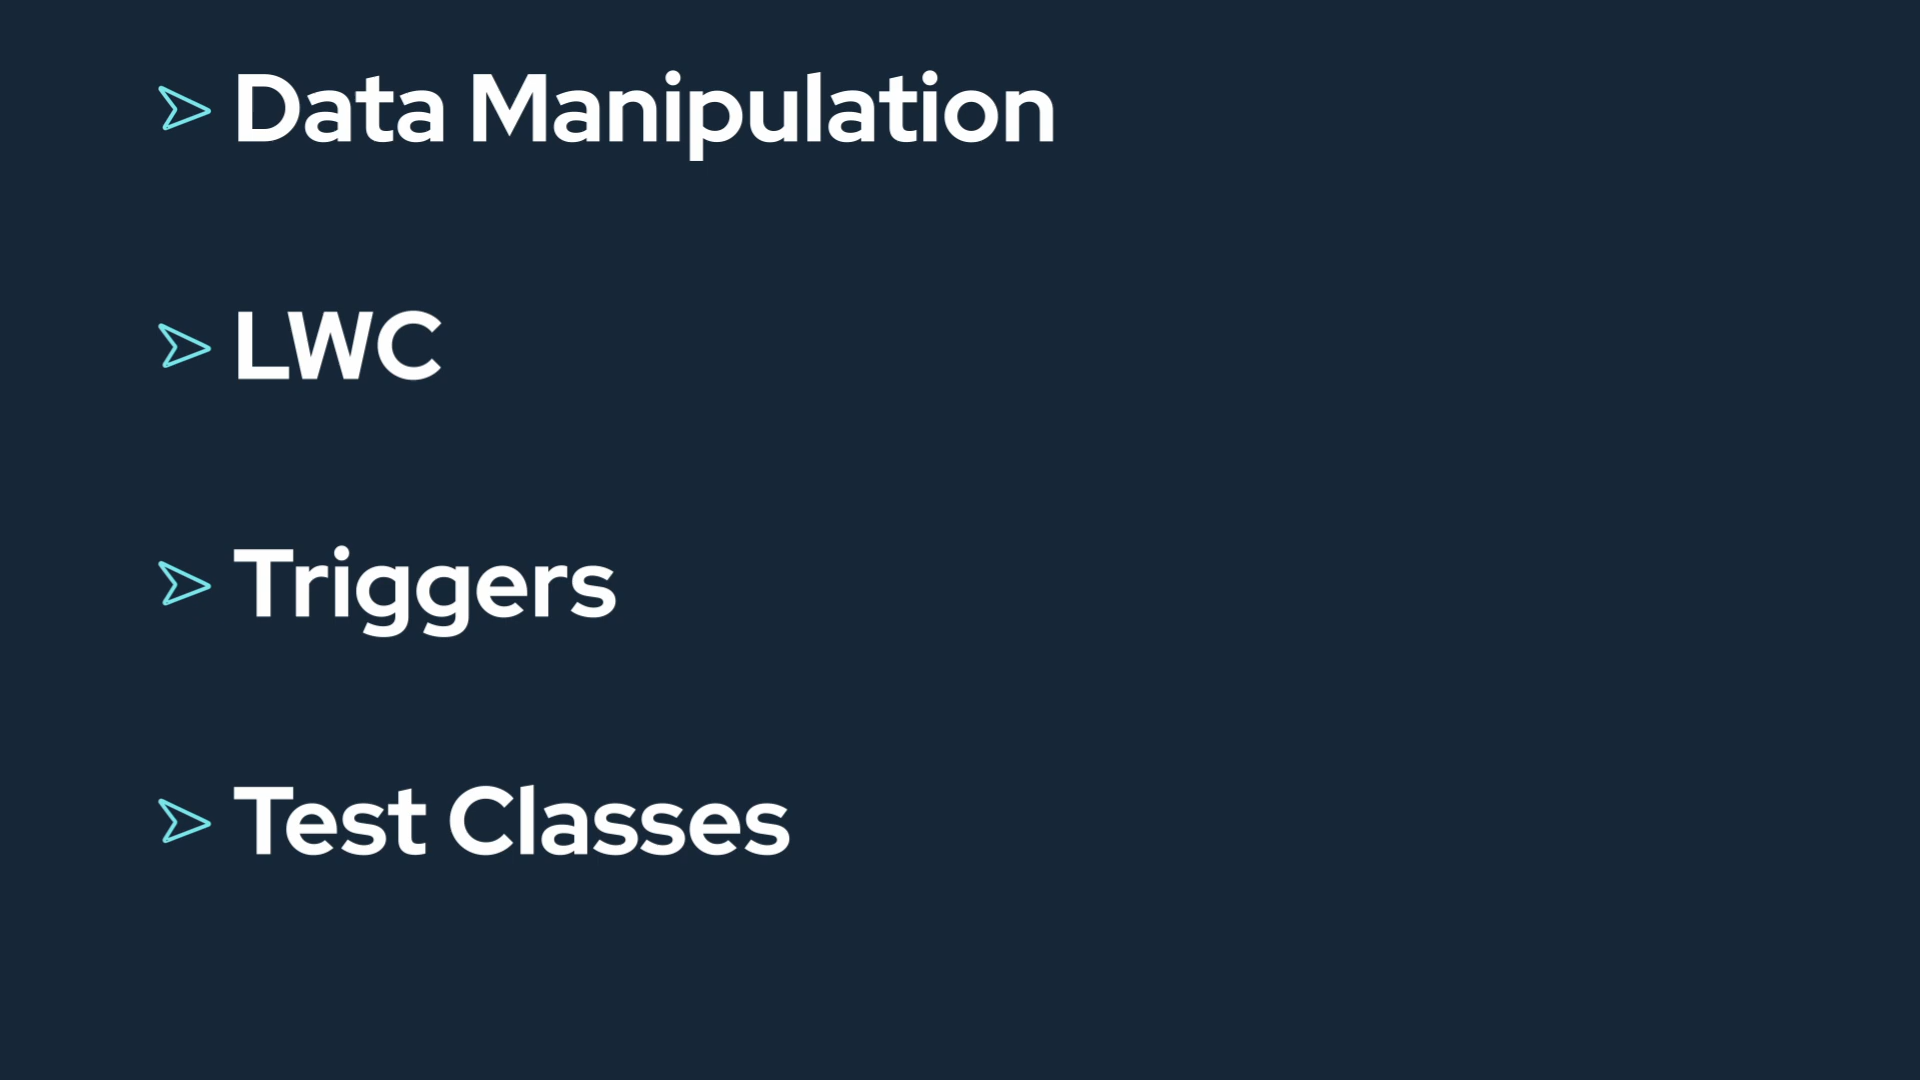 Data Manipulation
LWC
Triggers
Test Classes